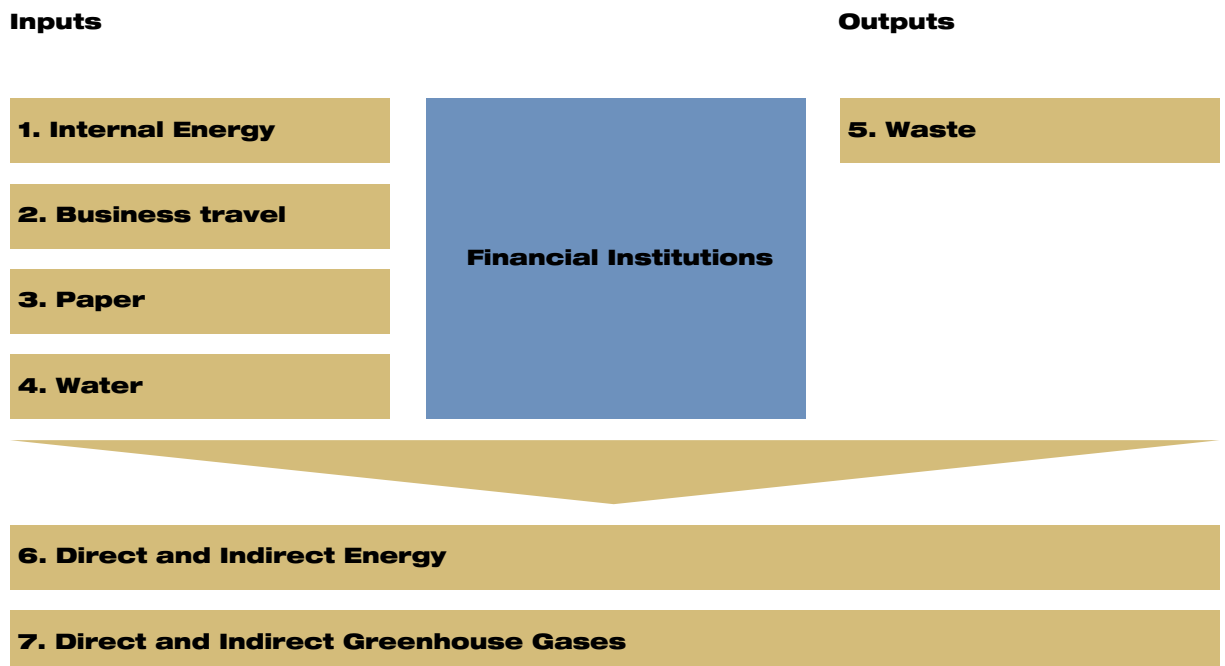 Inputs
Outputs
1. Internal Energy
5. Waste
2. Business travel
Financial Institutions
3. Paper
4. Water
6. Direct and Indirect Energy
7. Direct and Indirect Greenhouse Gases